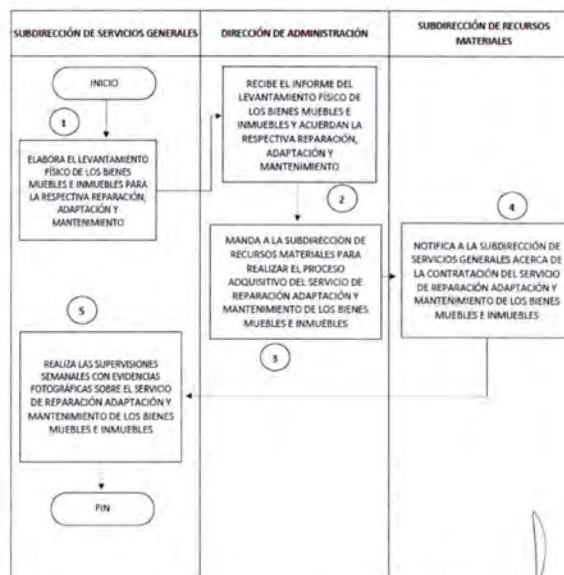 SUBDIRECCIÓN DE SERVICIOS GENERALES
DIRECCIÓN DE ADMINISTRACIÓN
SUBDIRECCIÓN DE RECURSOS
MATERIALES
INICIO
1
ELABORA EL LEVANTAMIENTO
FÍSICO DE LOS BIENES
MUEBLES E INMUEBLES PARA
LA RESPECTIVA REPARACIÓN,
ADAPTACIÓN Y
MANTENIMIENTO
RECIBE EL INFORME DEL
LEVANTAMIENTO FÍSICO DE
LOS BIENES MUEBLES E
INMUEBLES Y ACUERDAN LA
RESPECTIVA REPARACIÓN,
ADAPTACIÓN Y
MANTENIMIENTO
2
MANDA A LA SUBDIRECCIÓN DE
RECURSOS MATERIALES PARA
REALIZAR EL PROCESO
ADQUISITIVO DEL SERVICIO DE
REPARACIÓN ADAPTACIÓN Y
MANTENIMIENTO DE LOS BIENES
MUEBLES E INMUEBLES
3
4
NOTIFICA A LA SUBDIRECCIÓN DE
SERVICIOS GENERALES ACERCA DE
LA CONTRATACIÓN DEL SERVICIO
DE REPARACIÓN ADAPTACIÓN Y
MANTENIMIENTO DE LOS BIENES
MUEBLES E INMUEBLES
5
REALIZA LAS SUPERVISIONES
SEMANALES CON EVIDENCIAS
FOTOGRÁFICAS SOBRE EL SERVICIO
DE REPARACIÓN ADAPTACIÓN Y
MANTENIMIENTO DE LOS BIENES
MUEBLES E INMUEBLES
FIN